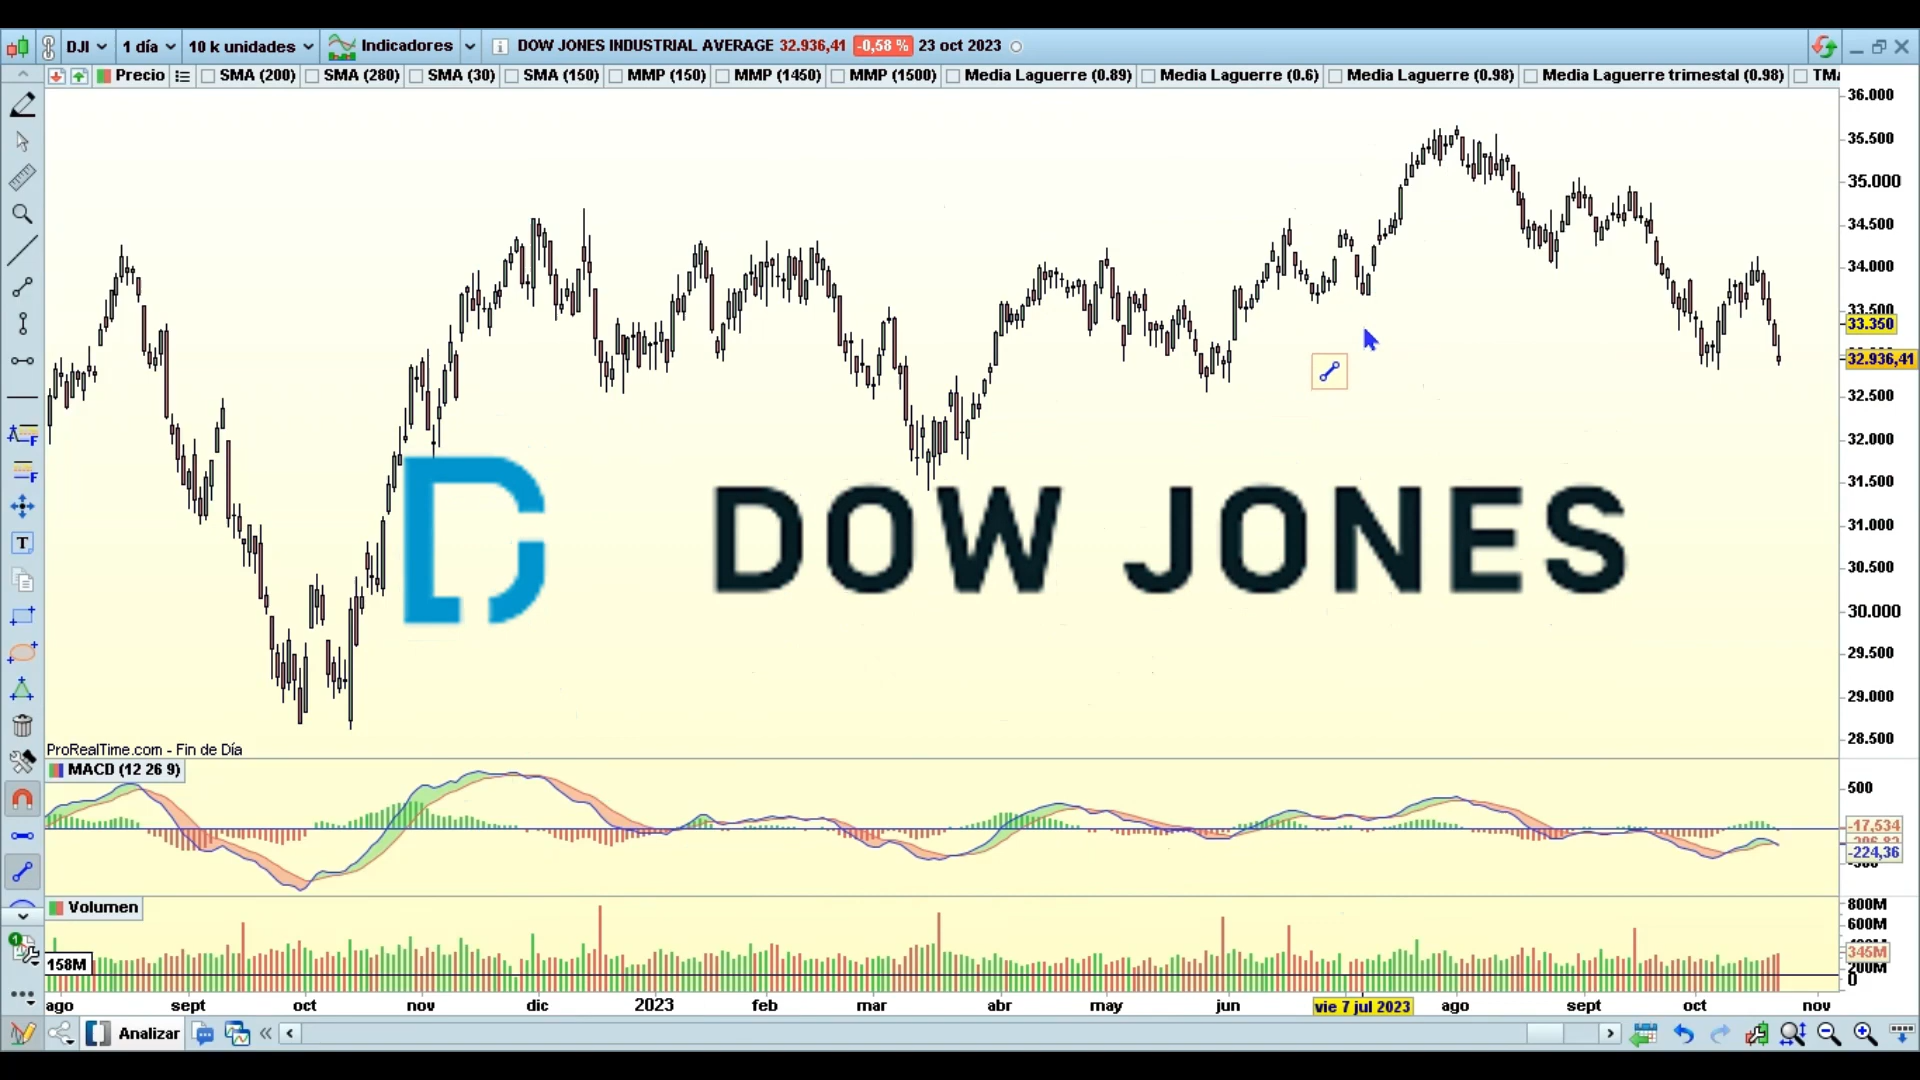 DJI 1 día 10 k unidades Indicadores DOW JONES INDUSTRIAL AVERAGE 32.936,41 -0,58 % 23 oct 2023
Precio SMA (200) SMA (280) SMA (30) SMA (150) MMP (150) MMP (1450) MMP (1500) Media Laguerre (0.89) Media Laguerre (0.6) Media Laguerre (0.98) Media Laguerre trimestal (0.98)
36.000
35.500
35.000
34.500
34.000
33.500
33.350
32.936,41
32.500
32.000
31.500
31.000
30.500
30.000
29.500
29.000
28.500
DOW JONES
ProRealTime.com - Fin de Día
MACD (12 26 9)
500
-17,534
-224,36
Volumen
800M
600M
345M
200M
0
158M
ago sept oct nov dic 2023 feb mar abr may jun vie 7 jul 2023 ago sept oct nov
Analizar